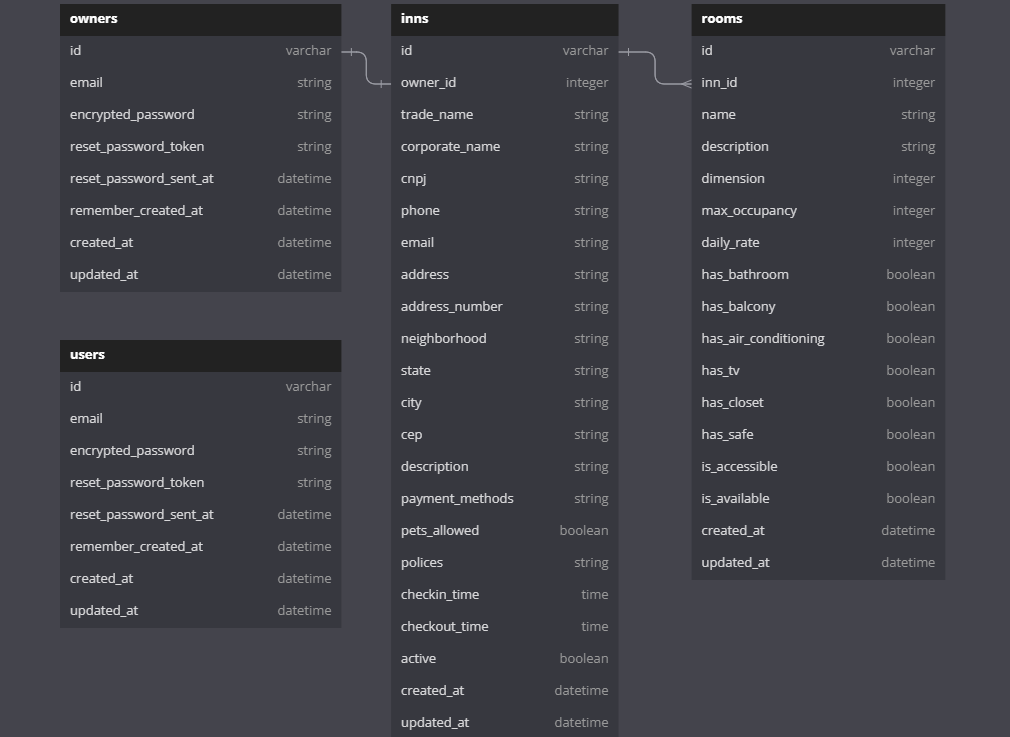 owners
id varchar
email string
encrypted_password string
reset_password_token string
reset_password_sent_at datetime
remember_created_at datetime
created_at datetime
updated_at datetime
users
id varchar
email string
encrypted_password string
reset_password_token string
reset_password_sent_at datetime
remember_created_at datetime
created_at datetime
updated_at datetime
inns
id varchar
owner_id integer
trade_name string
corporate_name string
cnpj string
phone string
email string
address string
address_number string
neighborhood string
state string
city string
cep string
description string
payment_methods string
pets_allowed boolean
polices string
checkin_time time
checkout_time time
active boolean
created_at datetime
updated_at datetime
rooms
id varchar
inn_id integer
name string
description string
dimension integer
max_occupancy integer
daily_rate integer
has_bathroom boolean
has_balcony boolean
has_air_conditioning boolean
has_tv boolean
has_closet boolean
has_safe boolean
is_accessible boolean
is_available boolean
created_at datetime
updated_at datetime